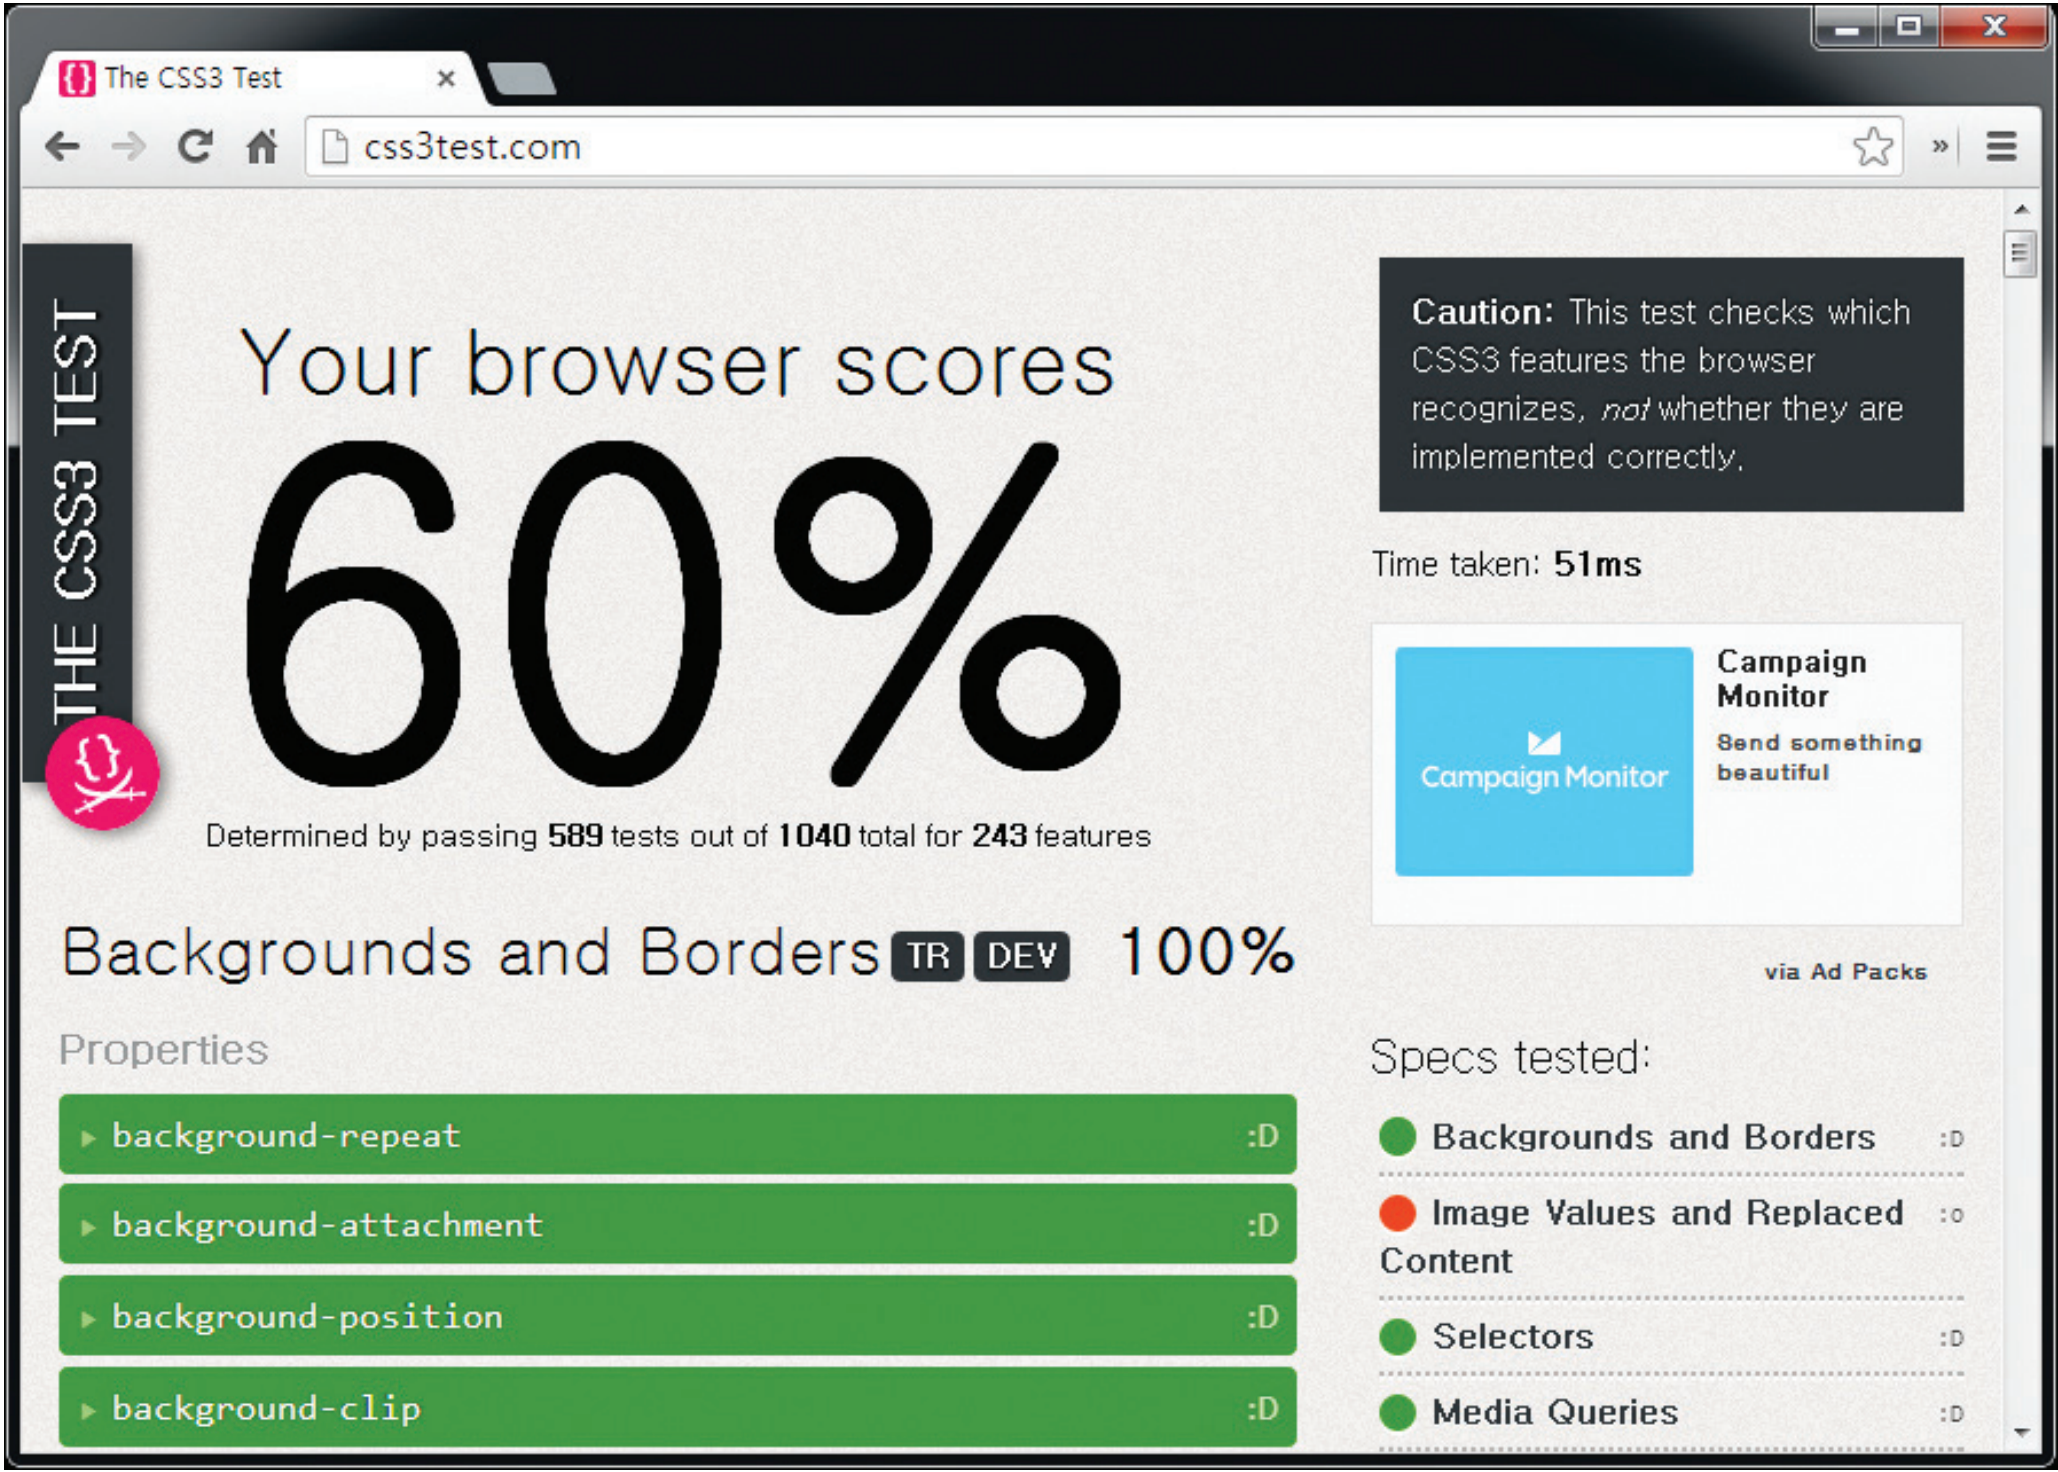 The CSS3 Test
css3test.com
THE CSS3 TEST
Your browser scores
60%
Determined by passing 589 tests out of 1040 total for 243 features
Backgrounds and Borders TR DEV 100%
Properties
background-repeat :D
background-attachment :D
background-position :D
background-clip :D
Caution: This test checks which
CSS3 features the browser
recognizes, not whether they are
implemented correctly.
Time taken: 51ms
Campaign Monitor
Campaign
Monitor
Send something
beautiful
via Ad Packs
Specs tested:
Backgrounds and Borders :D
Image Values and Replaced :o
Content
Selectors :D
Media Queries :D